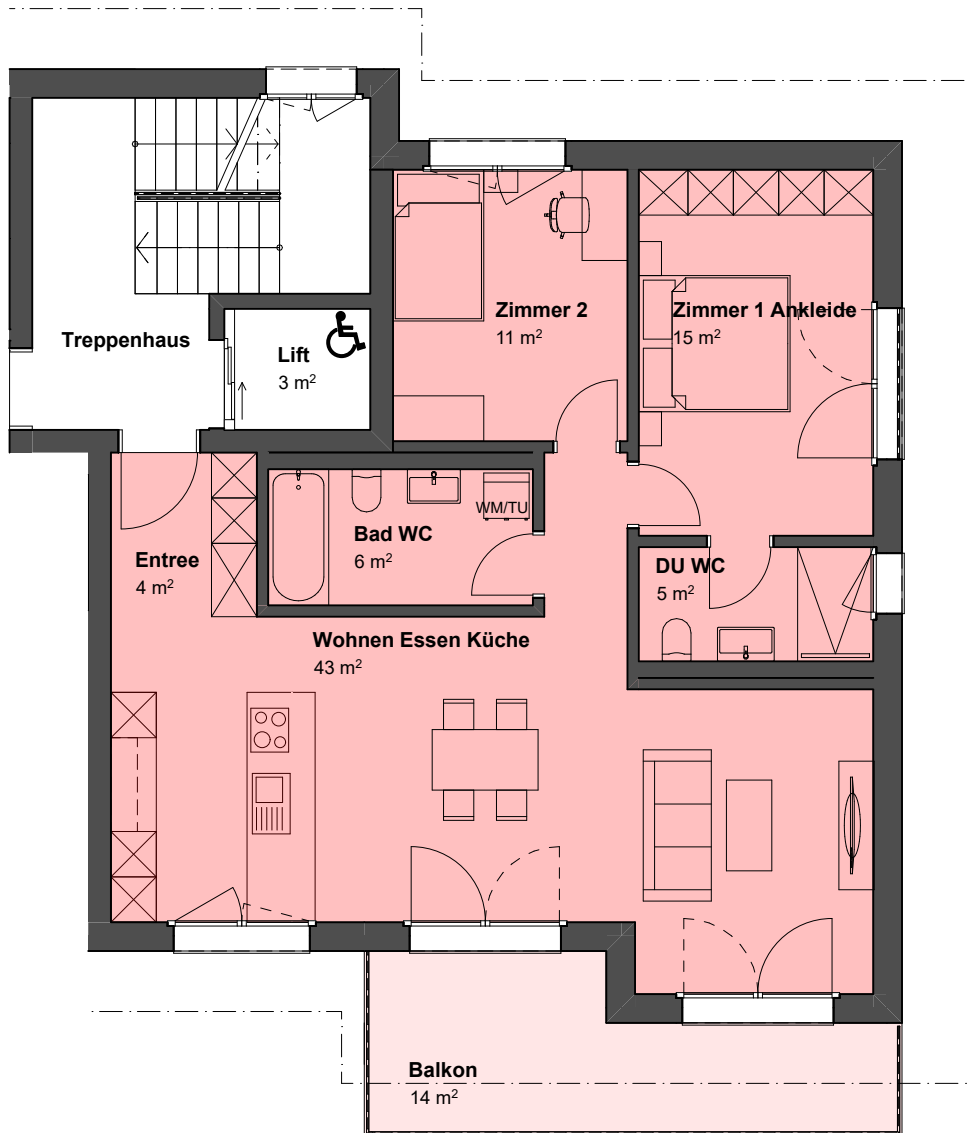 Zimmer 2
11 m²
Zimmer 1 Ankleide
15 m²
Treppenhaus
Lift
3 m²
WM/TU
Bad WC
6 m²
Entree
4 m²
DU WC
5 m²
Wohnen Essen Küche
43 m²
Balkon
14 m²